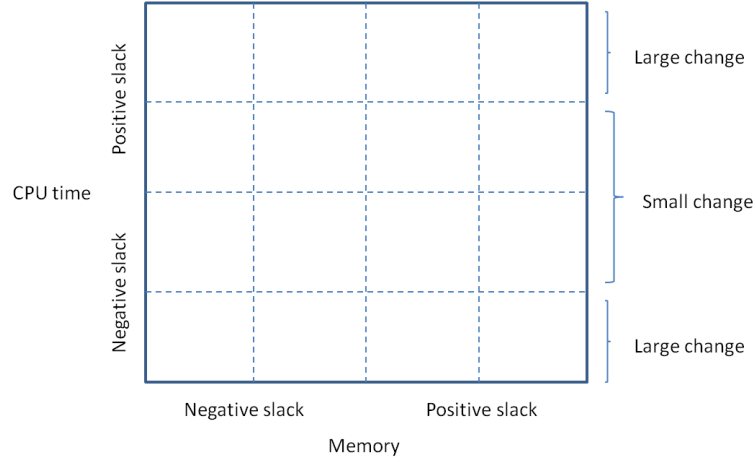 Large change
Positive slack
CPU time
Small change
Negative slack
Large change
Negative slack
Positive slack
Memory